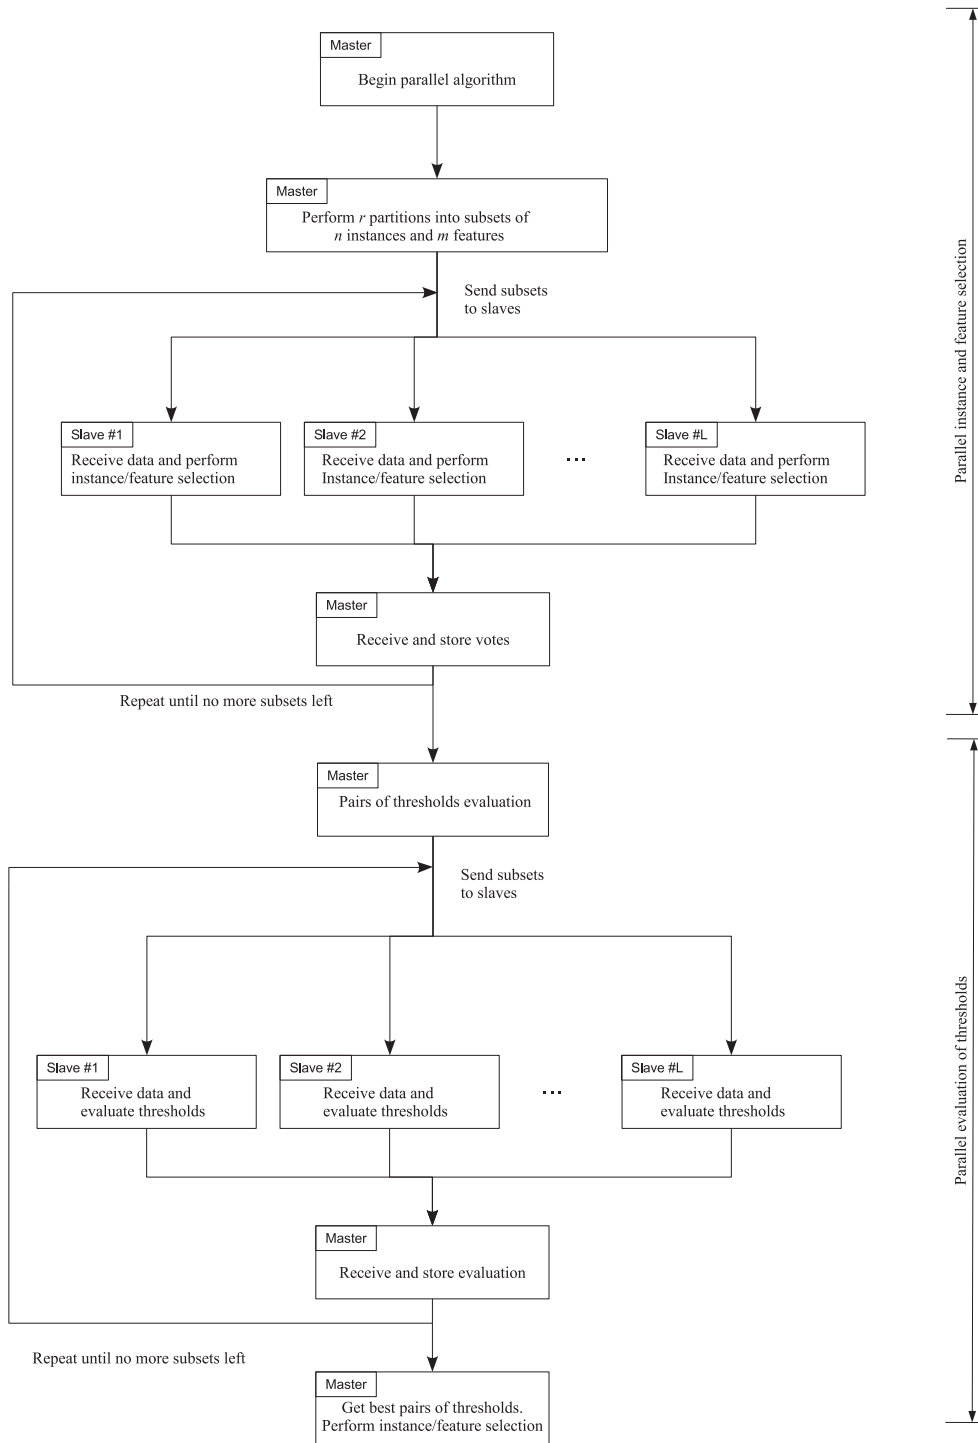 Master
Begin parallel algorithm
Master
Perform r partitions into subsets of
n instances and m features
Send subsets
to slaves
Slave #1
Receive data and perform
instance/feature selection
Slave #2
Receive data and perform
Instance/feature selection
...
Slave #L
Receive data and perform
Instance/feature selection
Master
Receive and store votes
Repeat until no more subsets left
Parallel instance and feature selection
Master
Pairs of thresholds evaluation
Send subsets
to slaves
Slave #1
Receive data and
evaluate thresholds
Slave #2
Receive data and
evaluate thresholds
...
Slave #L
Receive data and
evaluate thresholds
Master
Receive and store evaluation
Repeat until no more subsets left
Master
Get best pairs of thresholds.
Perform instance/feature selection
Parallel evaluation of thresholds